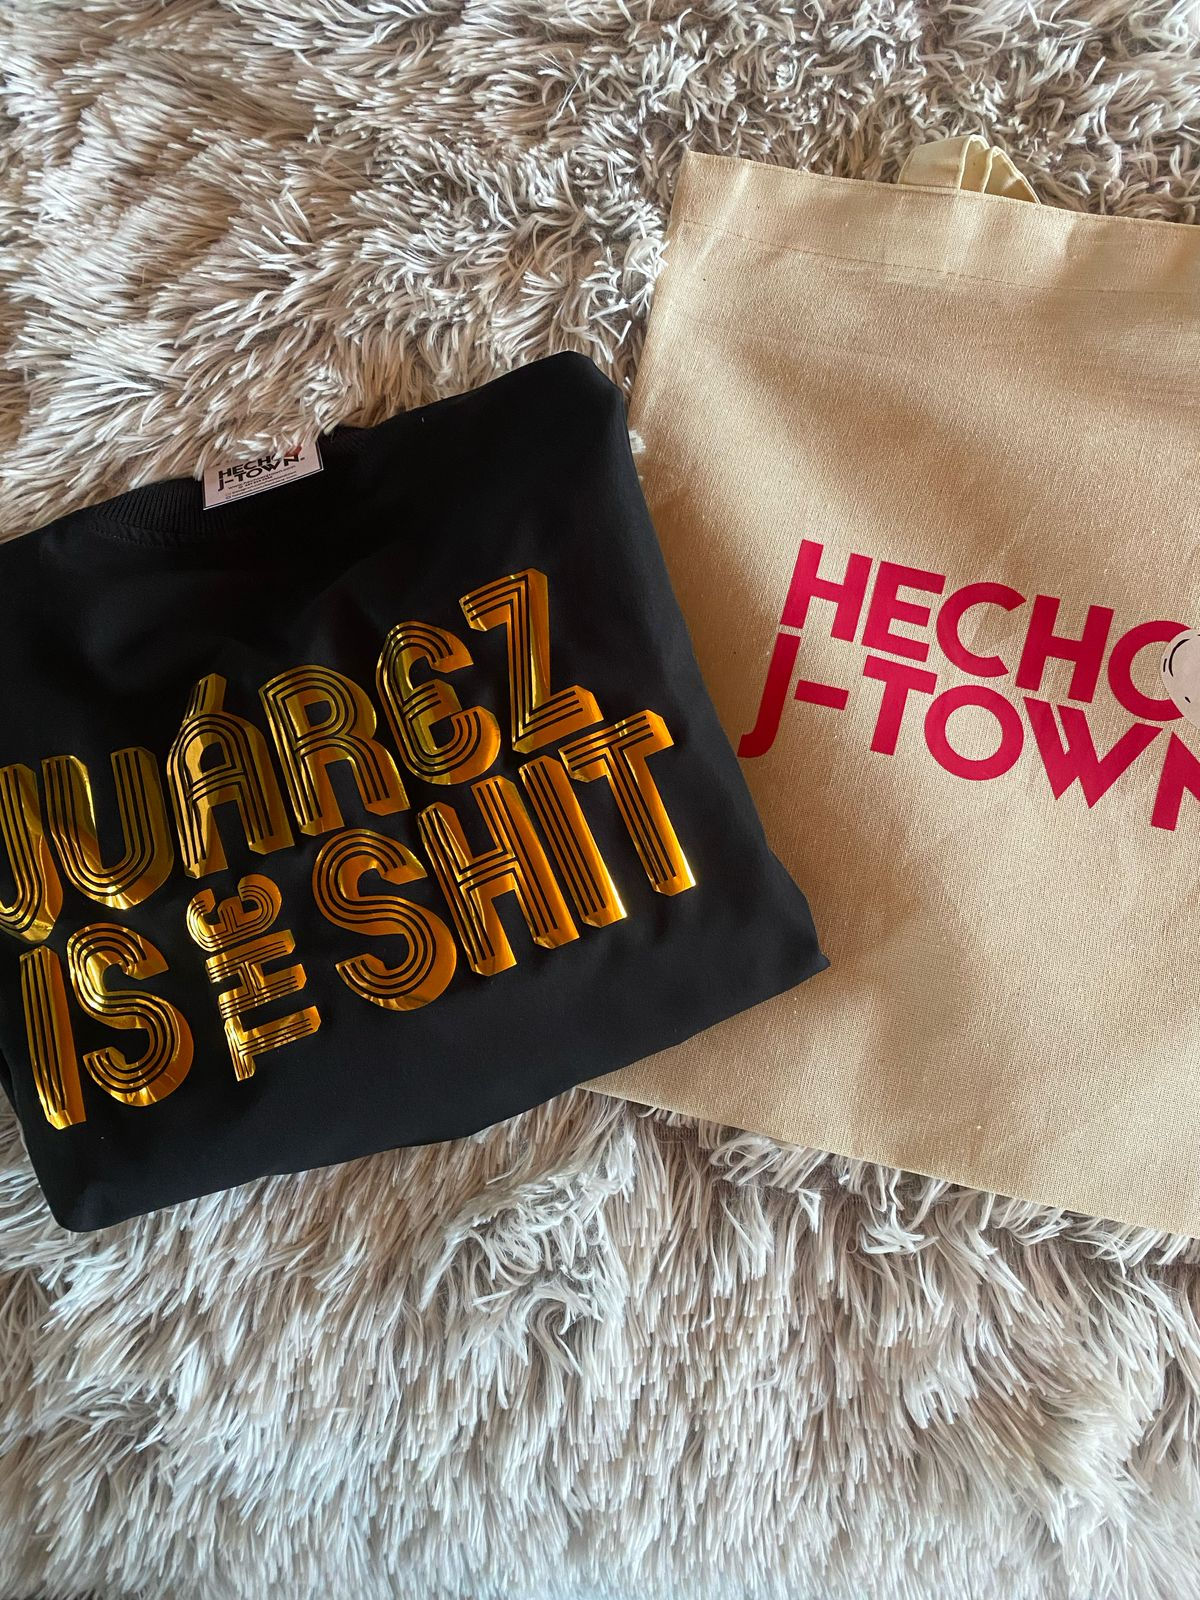 HECHO
J-TOWN.
JUÁREZ
IS THE SHIT
HECHO
J-TOWN